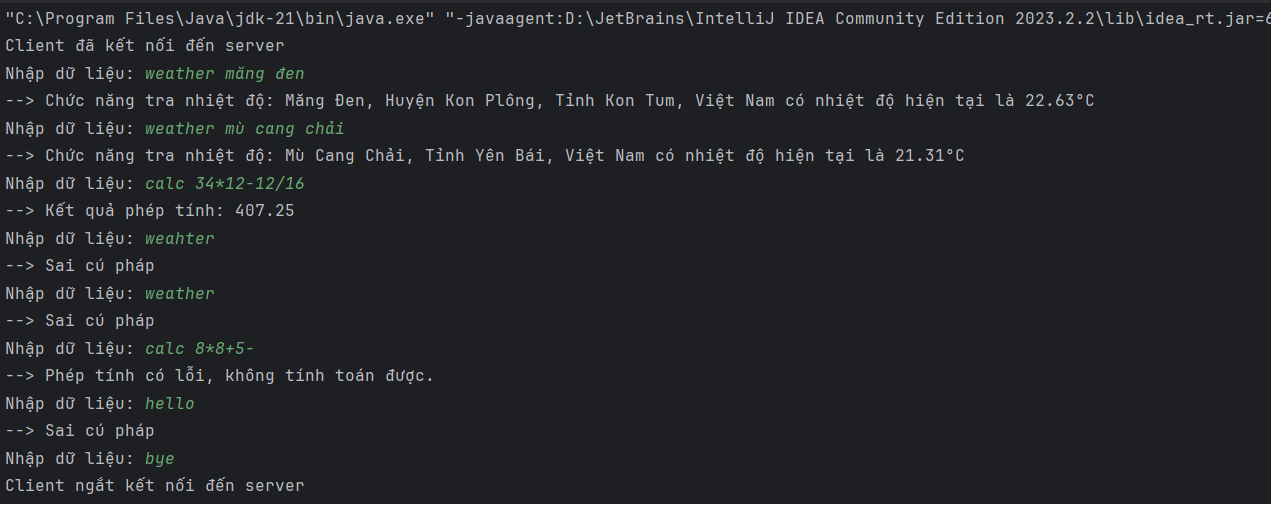 "C:\Program Files\Java\jdk-21\bin\java.exe" "-javaagent:D:\JetBrains\IntelliJ IDEA Community Edition 2023.2.2\lib\idea_rt.jar=6
Client đã kết nối đến server
Nhập dữ liệu: weather măng đen
--> Chức năng tra nhiệt độ: Măng Đen, Huyện Kon Plông, Tỉnh Kon Tum, Việt Nam có nhiệt độ hiện tại là 22.63°C
Nhập dữ liệu: weather mù cang chải
--> Chức năng tra nhiệt độ: Mù Cang Chải, Tỉnh Yên Bái, Việt Nam có nhiệt độ hiện tại là 21.31°C
Nhập dữ liệu: calc 34*12-12/16
--> Kết quả phép tính: 407.25
Nhập dữ liệu: weahter
--> Sai cú pháp
Nhập dữ liệu: weather
--> Sai cú pháp
Nhập dữ liệu: calc 8*8+5-
--> Phép tính có lỗi, không tính toán được.
Nhập dữ liệu: hello
--> Sai cú pháp
Nhập dữ liệu: bye
Client ngắt kết nối đến server